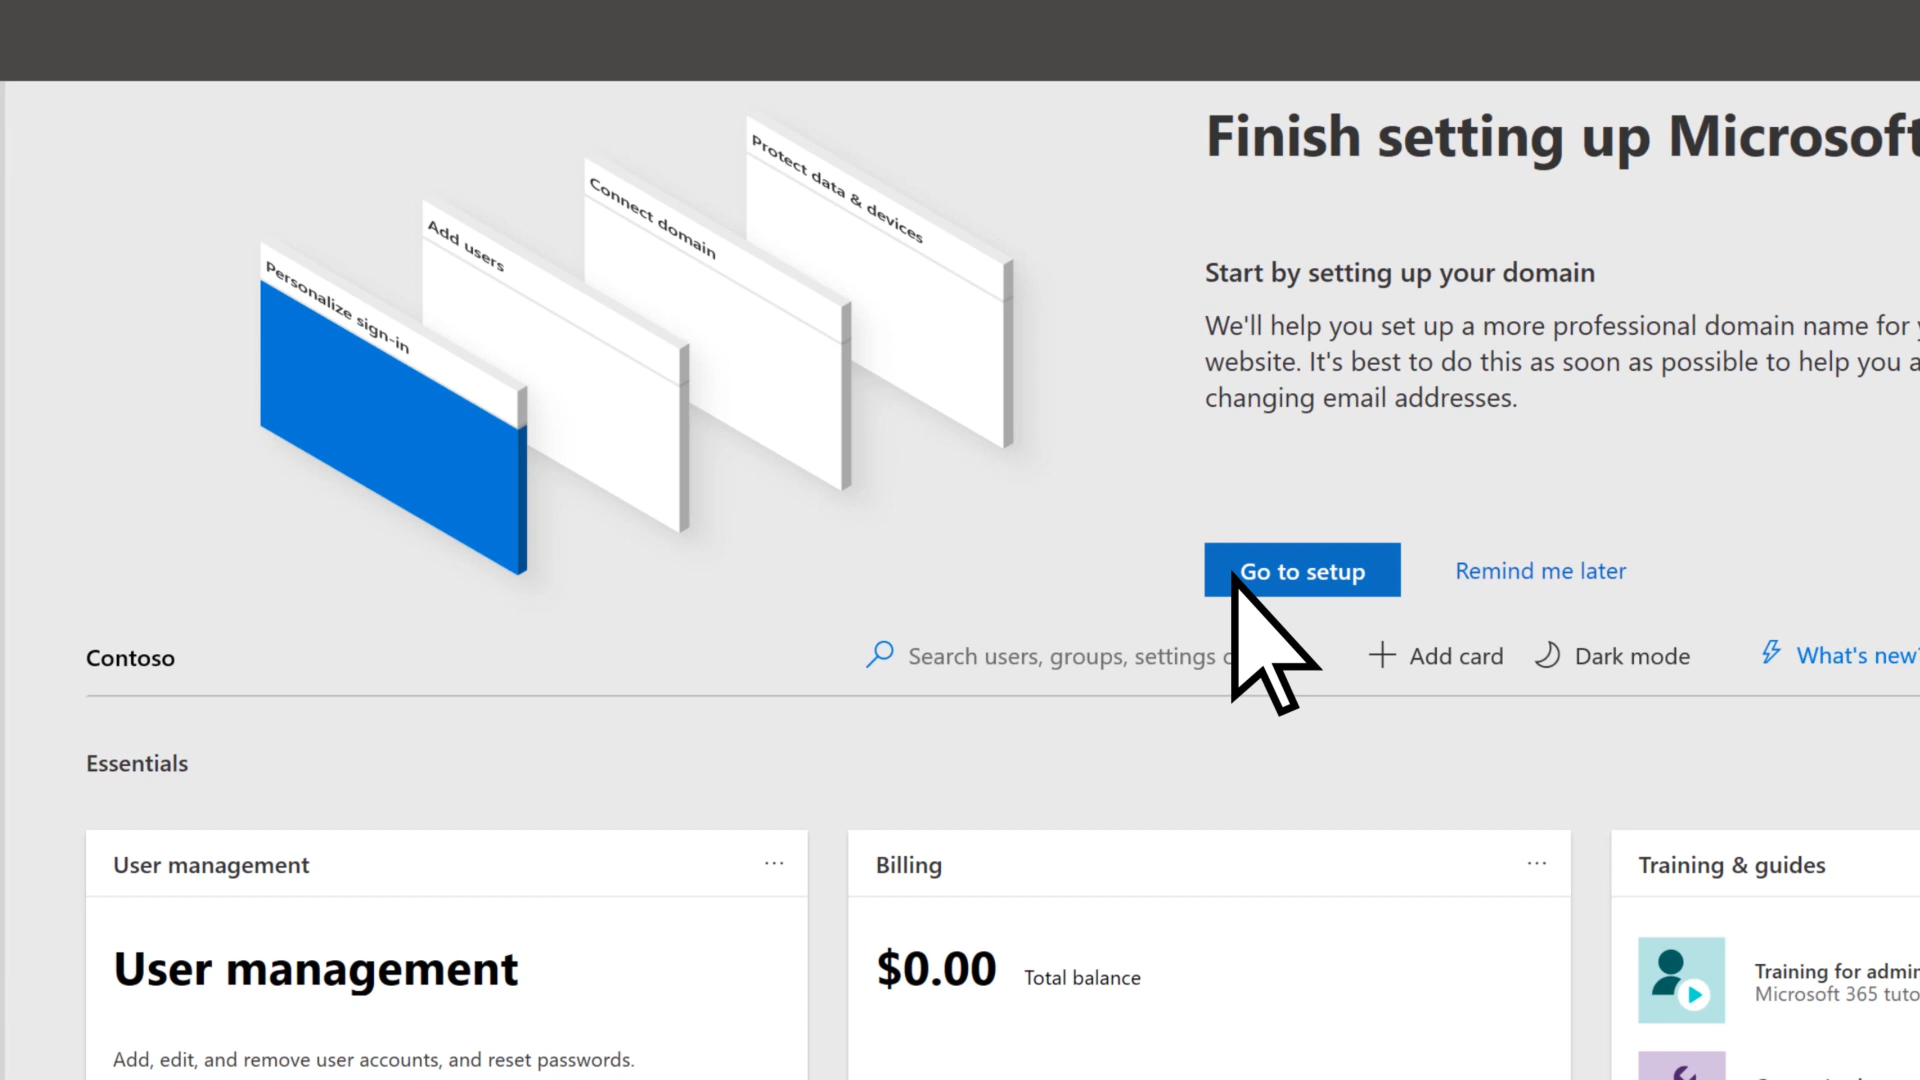 Finish setting up Microsoft
Protect data & devices
Connect domain
Add users
Personalize sign-in
Start by setting up your domain
We'll help you set up a more professional domain name for
website. It's best to do this as soon as possible to help you a
changing email addresses.
Go to setup
Remind me later
Contoso
Search users, groups, settings
Add card
Dark mode
What's new?
Essentials
User management
Billing
Training & guides
User management
$0.00 Total balance
Training for admin
Microsoft 365 tuto
Add, edit, and remove user accounts, and reset passwords.